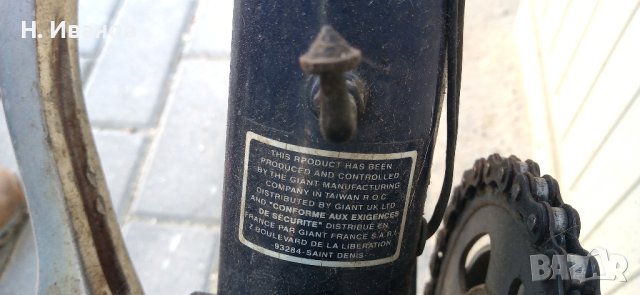 Н. Иванов
THIS RPODUCT HAS BEEN
PRODUCED AND CONTROLLED
BY THE GIANT MANUFACTURING
COMPANY IN TAIWAN R.O.C.
DISTRIBUTED BY GIANT UK LTD
AND "CONFORME AUX EXIGENCES
DE SÉCURITÉ" DISTRIBUE EN
FRANCE PAR GIANT FRANCE S.A.R.L.
7, BOULEVARD DE LA LIBERATION
93284-SAINT DENIS
BAZAR